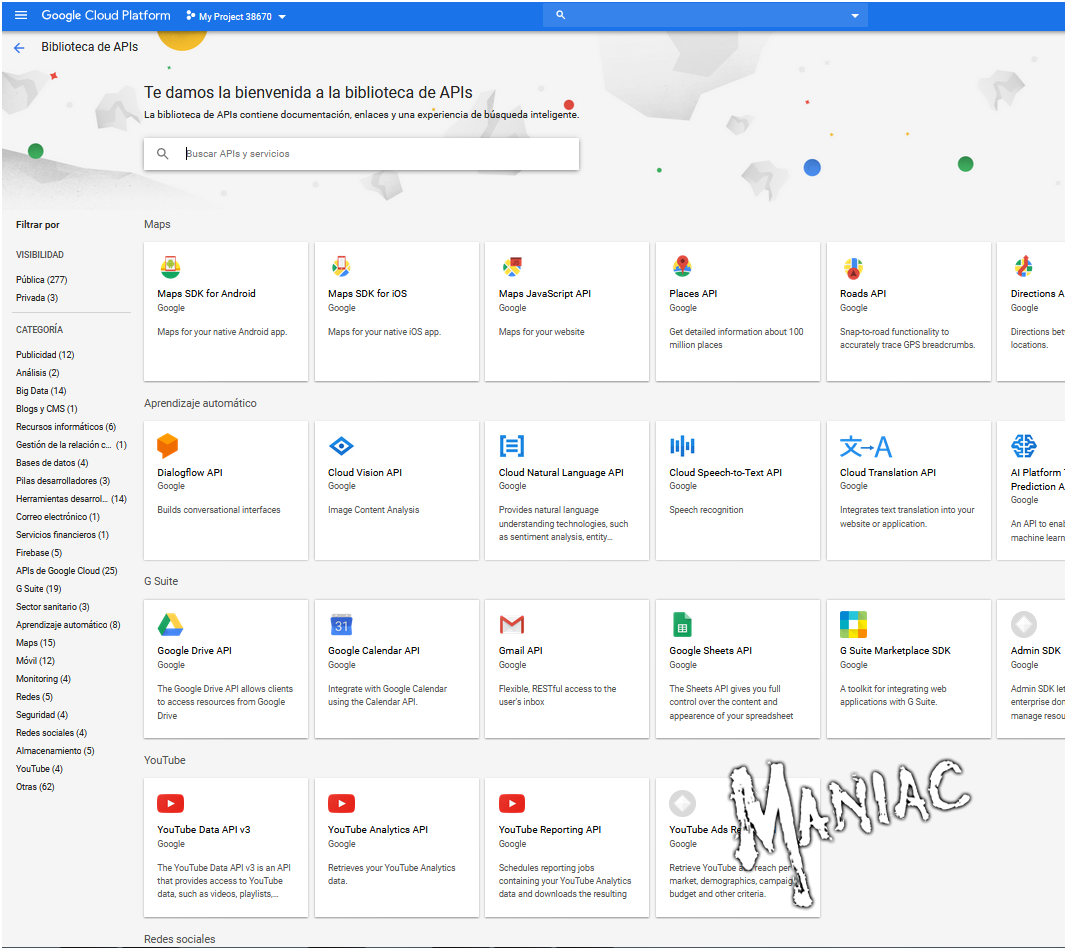 Google Cloud Platform My Project 38670
Biblioteca de APIs
Te damos la bienvenida a la biblioteca de APIs
La biblioteca de APIs contiene documentación, enlaces y una experiencia de búsqueda inteligente.
Buscar APIs y servicios
Filtrar por
VISIBILIDAD
Pública (277)
Privada (3)
CATEGORÍA
Publicidad (12)
Análisis (2)
Big Data (14)
Blogs y CMS (1)
Recursos informáticos (6)
Gestión de la relación c... (1)
Bases de datos (4)
Pilas desarrolladores (3)
Herramientas desarrol... (14)
Correo electrónico (1)
Servicios financieros (1)
Firebase (5)
APIs de Google Cloud (25)
G Suite (19)
Sector sanitario (3)
Aprendizaje automático (8)
Maps (15)
Móvil (12)
Monitoring (4)
Redes (5)
Seguridad (4)
Redes sociales (4)
Almacenamiento (5)
YouTube (4)
Otras (62)
Maps
Maps SDK for Android
Google
Maps for your native Android app.
Maps SDK for iOS
Google
Maps for your native iOS app.
Maps JavaScript API
Google
Maps for your website
Places API
Google
Get detailed information about 100
million places
Roads API
Google
Snap-to-road functionality to
accurately trace GPS breadcrumbs.
Directions A
Google
Directions bet
locations.
Aprendizaje automático
Dialogflow API
Google
Builds conversational interfaces
Cloud Vision API
Google
Image Content Analysis
Cloud Natural Language API
Google
Provides natural language
understanding technologies, such
as sentiment analysis, entity...
Cloud Speech-to-Text API
Google
Speech recognition
文→A
Cloud Translation API
Google
Integrates text translation into your
website or application.
AI Platform
Prediction A
Google
An API to enab
machine learn
G Suite
Google Drive API
Google
The Google Drive API allows clients
to access resources from Google
Drive
31
Google Calendar API
Google
Integrate with Google Calendar
using the Calendar API.
Gmail API
Google
Flexible, RESTful access to the
user's inbox
Google Sheets API
Google
The Sheets API gives you full
control over the content and
appearence of your spreadsheet
G Suite Marketplace SDK
Google
A toolkit for integrating web
applications with G Suite.
Admin SDK
Google
Admin SDK let
enterprise don
manage resou
YouTube
YouTube Data API v3
Google
The YouTube Data API v3 is an API
that provides access to YouTube
data, such as videos, playlists,...
YouTube Analytics API
Google
Retrieves your YouTube Analytics
data.
YouTube Reporting API
Google
Schedules reporting jobs
containing your YouTube Analytics
data and downloads the resulting
YouTube Ads Re
Google
Retrieve YouTube reach per
market, demographics, campaig
budget and other criteria.
MANIAC
Redes sociales